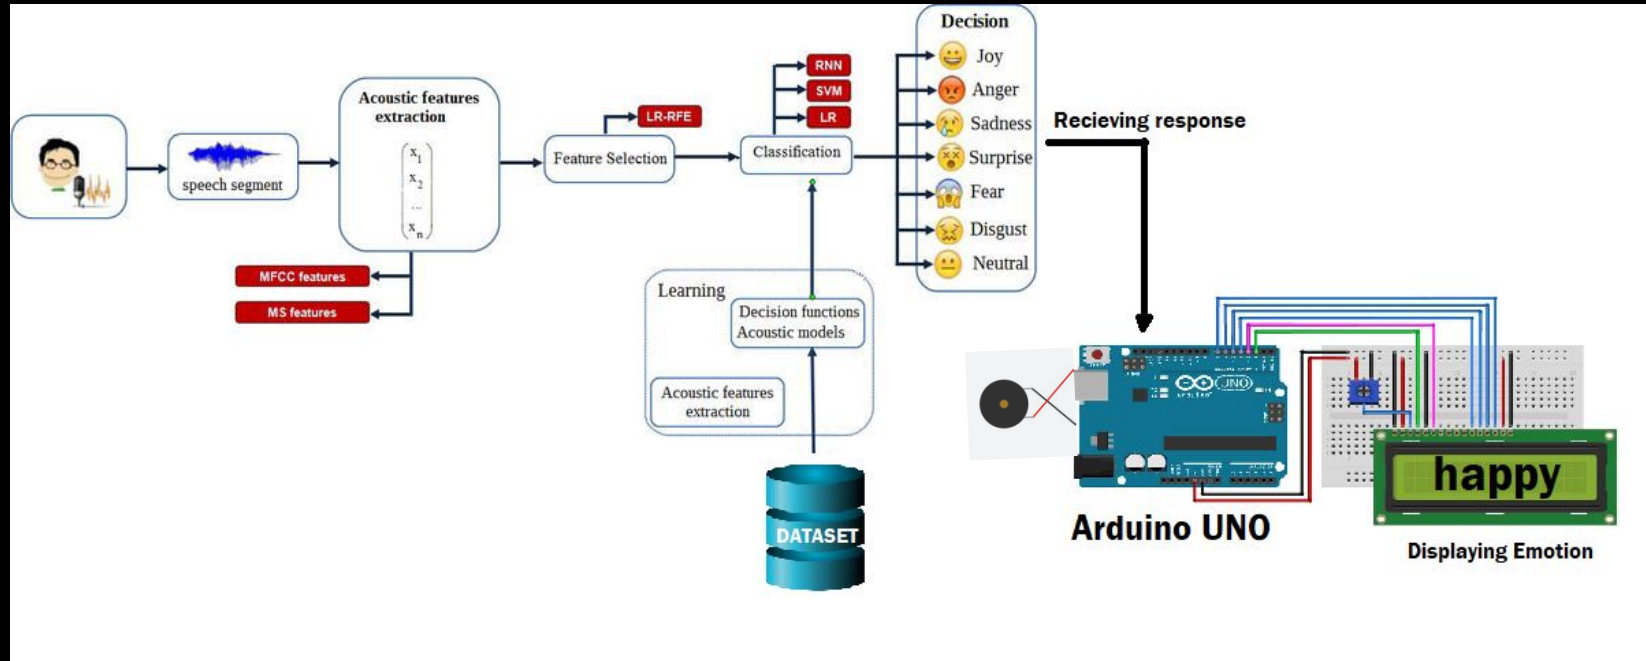 speech segment
Acoustic features
extraction
x1
x2
...
xn
MFCC features
MS features
LR-RFE
Feature Selection
RNN
SVM
LR
Classification
Learning
Decision functions
Acoustic models
Acoustic features
extraction
DATASET
Decision
Joy
Anger
Sadness
Surprise
Fear
Disgust
Neutral
Recieving response
UNO
Arduino UNO
happy
Displaying Emotion